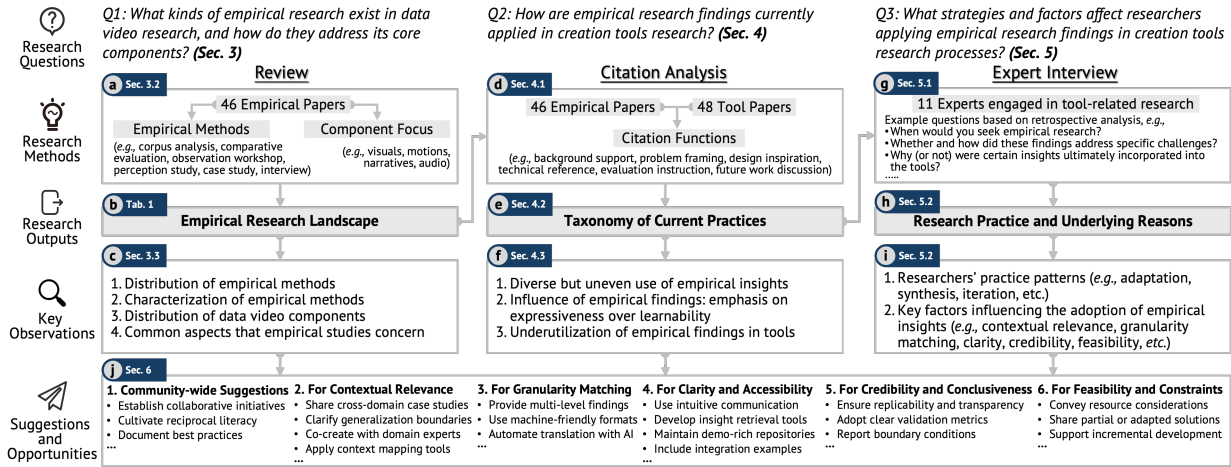 Research
Questions
Q1: What kinds of empirical research exist in data
video research, and how do they address its core
components? (Sec. 3)
Q2: How are empirical research findings currently
applied in creation tools research? (Sec. 4)
Q3: What strategies and factors affect researchers
applying empirical research findings in creation tools
research processes? (Sec. 5)
Research
Methods
a Sec. 3.2
Review
46 Empirical Papers
Empirical Methods
(e.g., corpus analysis, comparative
evaluation, observation workshop,
perception study, case study, interview)
Component Focus
(e.g., visuals, motions,
narratives, audio)
d Sec. 4.1
Citation Analysis
46 Empirical Papers
48 Tool Papers
Citation Functions
(e.g., background support, problem framing, design inspiration,
technical reference, evaluation instruction, future work discussion)
g Sec. 5.1
Expert Interview
11 Experts engaged in tool-related research
Example questions based on retrospective analysis, e.g.,
• When would you seek empirical research?
• Whether and how did these findings address specific challenges?
• Why (or not) were certain insights ultimately incorporated into
the tools?
.....
Research
Outputs
b Tab. 1
Empirical Research Landscape
e Sec. 4.2
Taxonomy of Current Practices
h Sec. 5.2
Research Practice and Underlying Reasons
Key
Observations
c Sec. 3.3
1. Distribution of empirical methods
2. Characterization of empirical methods
3. Distribution of data video components
4. Common aspects that empirical studies concern
f Sec. 4.3
1. Diverse but uneven use of empirical insights
2. Influence of empirical findings: emphasis on
expressiveness over learnability
3. Underutilization of empirical findings in tools
i Sec. 5.2
1. Researchers' practice patterns (e.g., adaptation,
synthesis, iteration, etc.)
2. Key factors influencing the adoption of empirical
insights (e.g., contextual relevance, granularity
matching, clarity, credibility, feasibility, etc.)
Suggestions
and
Opportunities
j Sec. 6
1. Community-wide Suggestions
• Establish collaborative initiatives
• Cultivate reciprocal literacy
• Document best practices
...
2. For Contextual Relevance
• Share cross-domain case studies
• Clarify generalization boundaries
• Co-create with domain experts
• Apply context mapping tools
...
3. For Granularity Matching
• Provide multi-level findings
• Use machine-friendly formats
• Automate translation with AI
...
4. For Clarity and Accessibility
• Use intuitive communication
• Develop insight retrieval tools
• Maintain demo-rich repositories
• Include integration examples
...
5. For Credibility and Conclusiveness
• Ensure replicability and transparency
• Adopt clear validation metrics
• Report boundary conditions
...
6. For Feasibility and Constraints
• Convey resource considerations
• Share partial or adapted solutions
• Support incremental development
...